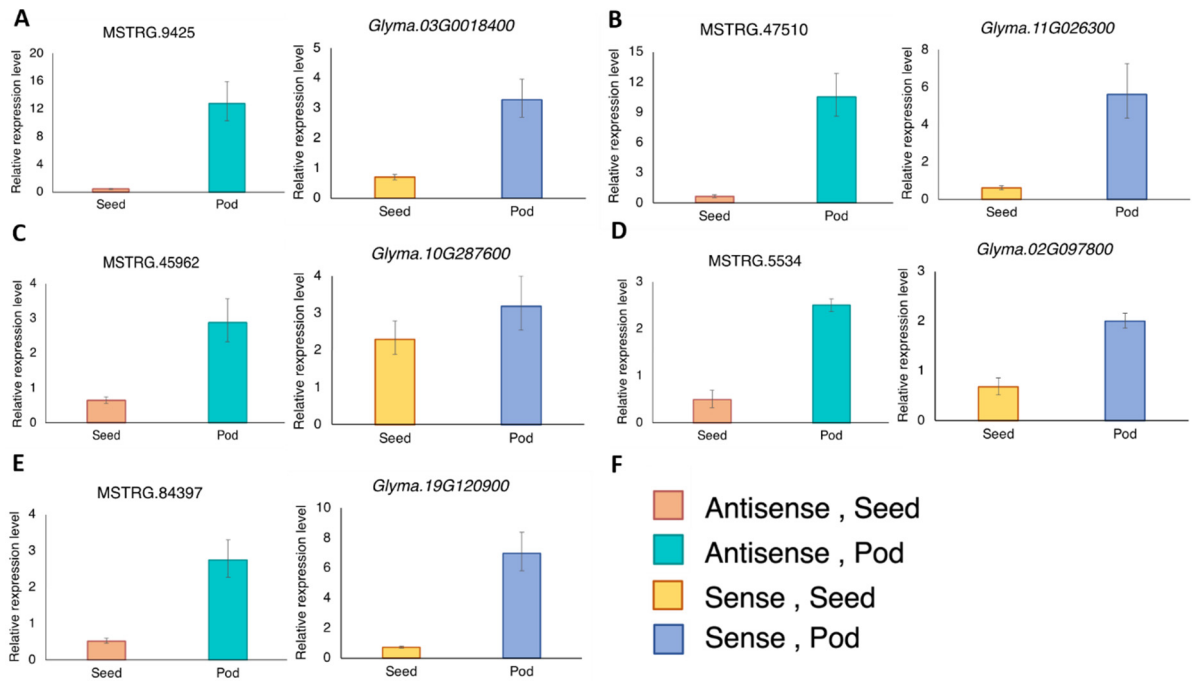 A
MSTRG.9425
Relative rexpression level
20
16
12
8
4
0
Seed Pod
Glyma.03G0018400
Relative rexpression level
5
4
3
2
1
0
Seed Pod
B
MSTRG.47510
Relative rexpression level
15
12
9
6
3
0
Seed Pod
Glyma.11G026300
Relative rexpression level
8
6
4
2
0
Seed Pod
C
MSTRG.45962
Relative rexpression level
4
3
2
1
0
Seed Pod
Glyma.10G287600
Relative rexpression level
4
3
2
1
0
Seed Pod
D
MSTRG.5534
Relative rexpression level
3
2
1
0
Seed Pod
Glyma.02G097800
Relative rexpression level
3
2
1
0
Seed Pod
E
MSTRG.84397
Relative rexpression level
4
3
2
1
0
Seed Pod
Glyma.19G120900
Relative rexpression level
10
8
6
4
2
0
Seed Pod
F
Antisense , Seed
Antisense , Pod
Sense , Seed
Sense , Pod